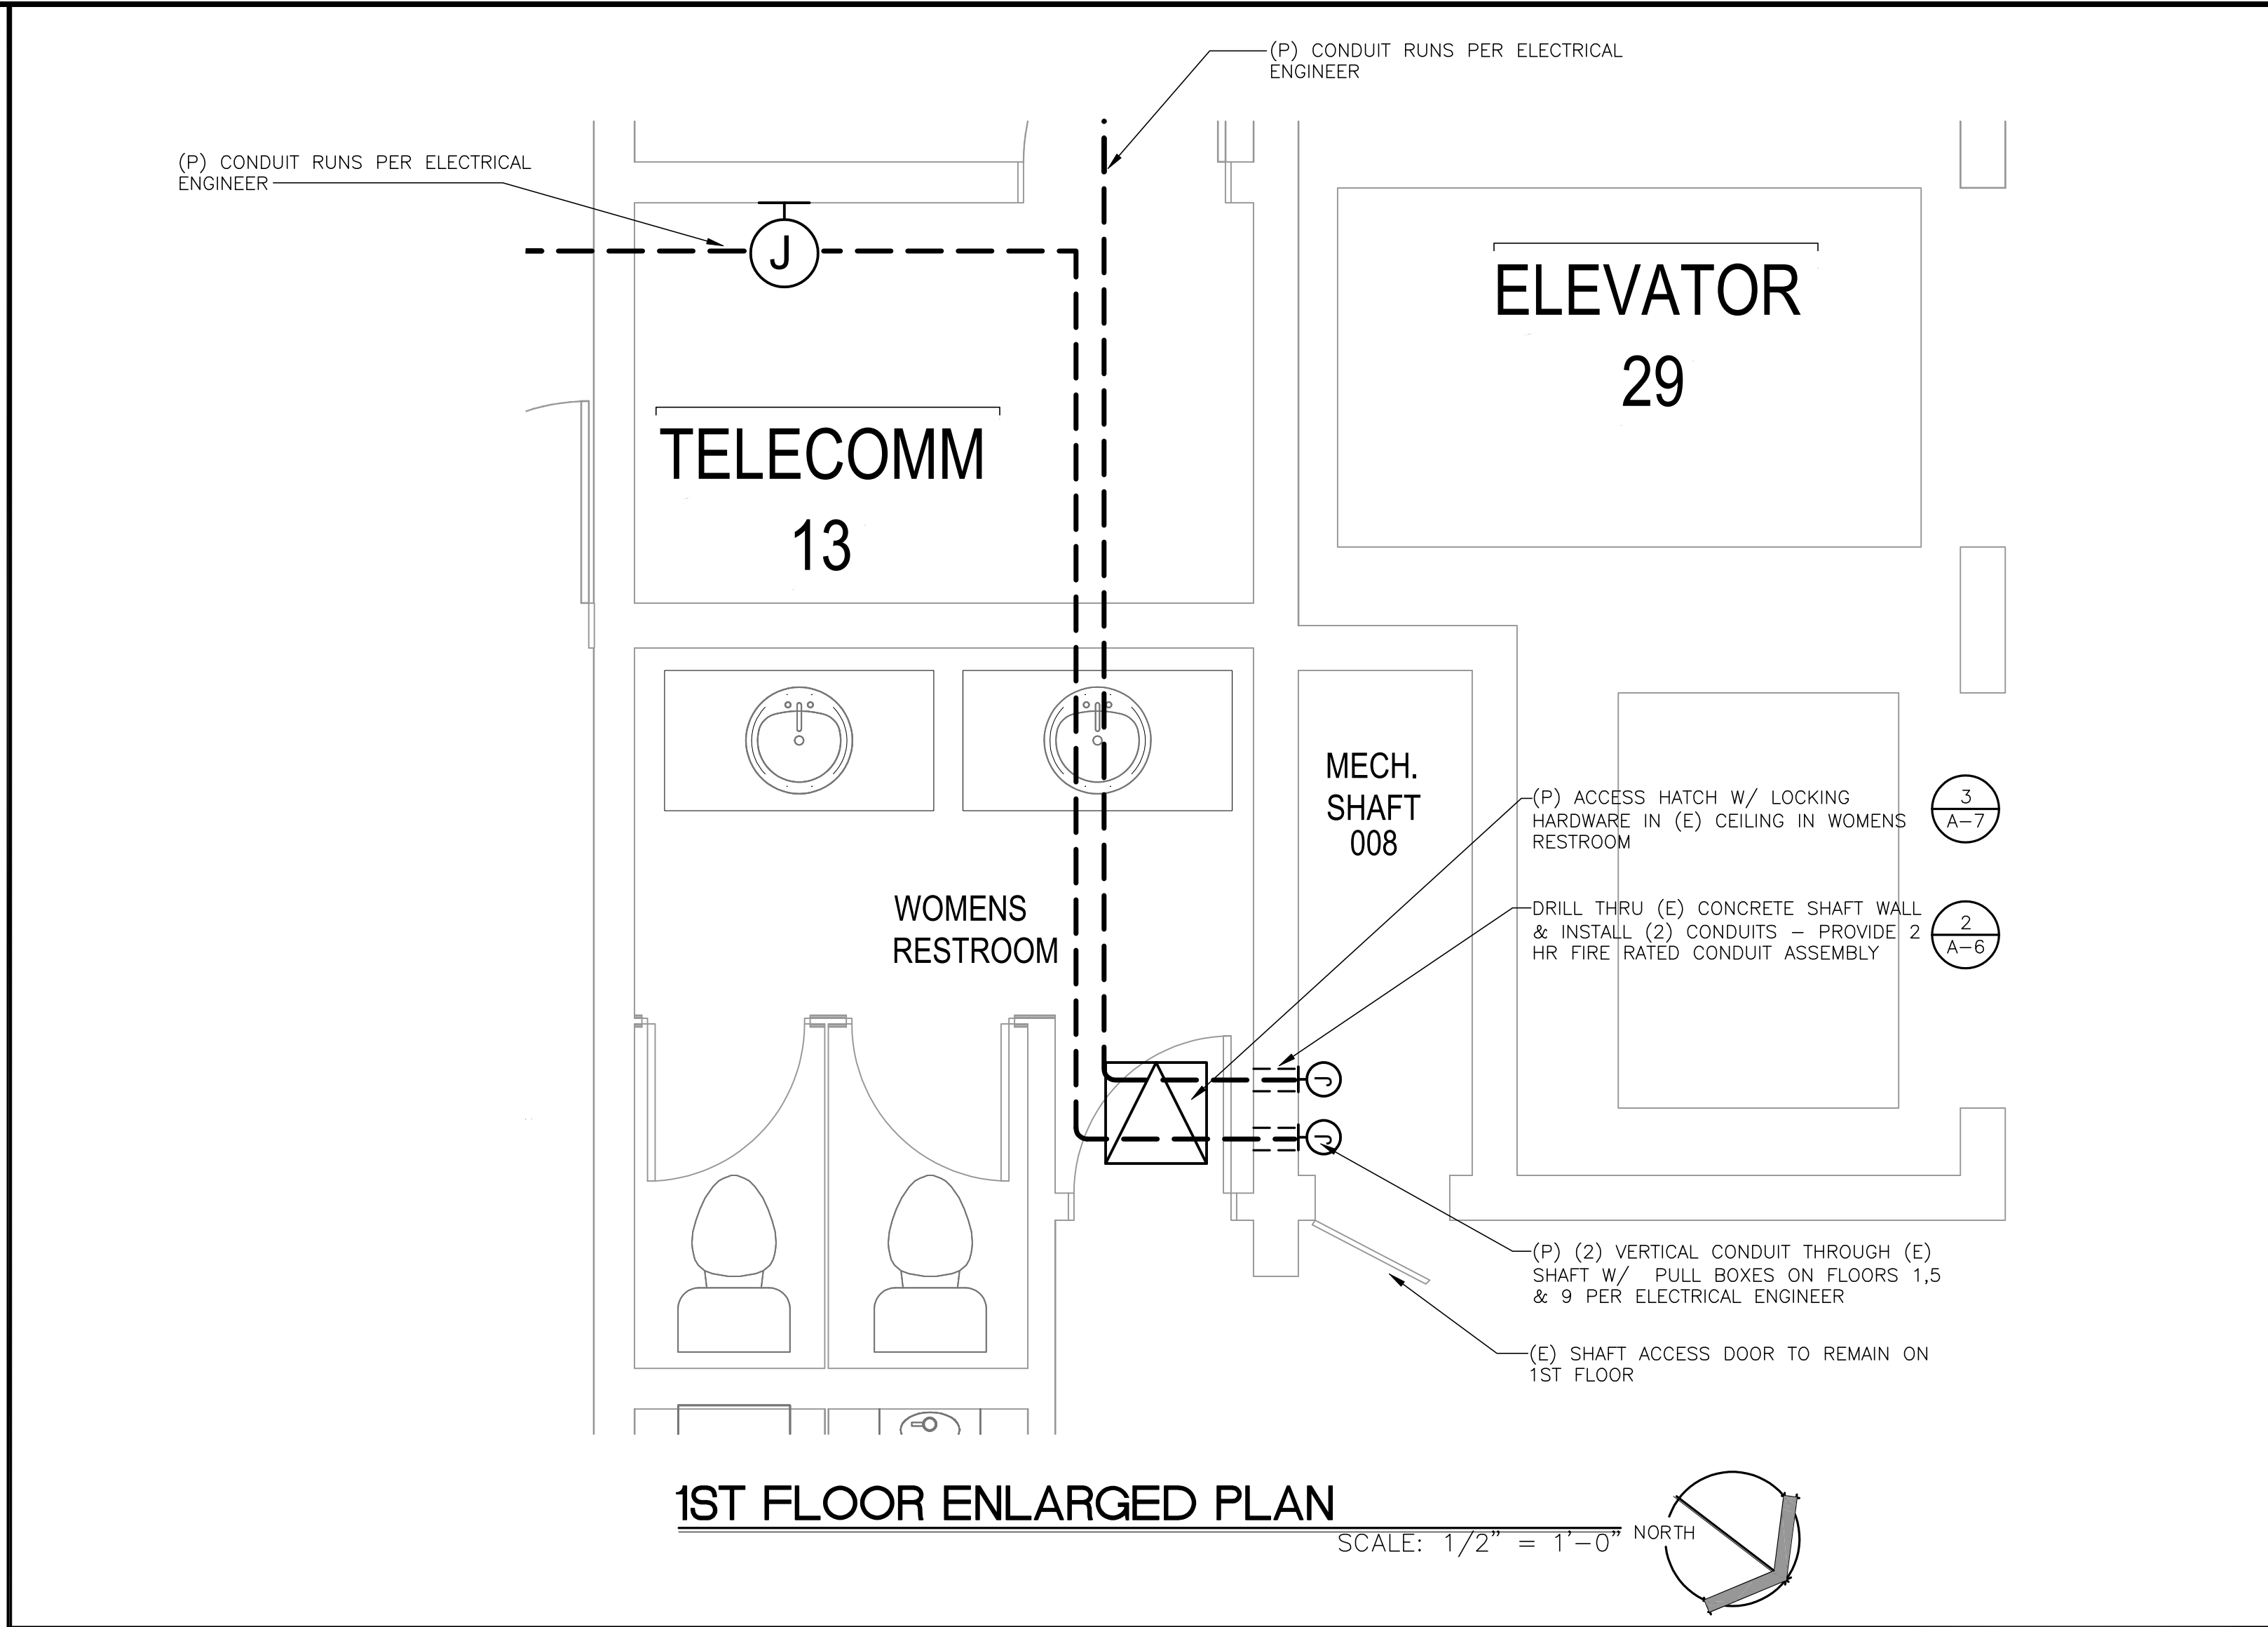 (P) CONDUIT RUNS PER ELECTRICAL
ENGINEER
(P) CONDUIT RUNS PER ELECTRICAL
ENGINEER
J
ELEVATOR
29
TELECOMM
13
MECH.
SHAFT
008
(P) ACCESS HATCH W/ LOCKING
HARDWARE IN (E) CEILING IN WOMENS
RESTROOM
3
A-7
WOMENS
RESTROOM
DRILL THRU (E) CONCRETE SHAFT WALL
& INSTALL (2) CONDUITS - PROVIDE 2
HR FIRE RATED CONDUIT ASSEMBLY
2
A-6
J
J
(P) (2) VERTICAL CONDUIT THROUGH (E)
SHAFT W/ PULL BOXES ON FLOORS 1,5
& 9 PER ELECTRICAL ENGINEER
(E) SHAFT ACCESS DOOR TO REMAIN ON
1ST FLOOR
1ST FLOOR ENLARGED PLAN
SCALE: 1/2" = 1'-0"
NORTH